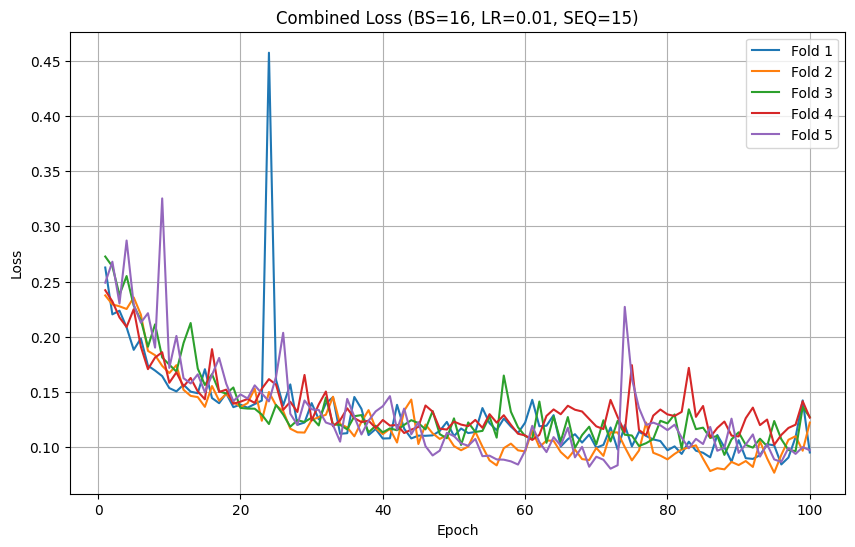 Combined Loss (BS=16, LR=0.01, SEQ=15)
Loss
0.45
0.40
0.35
0.30
0.25
0.20
0.15
0.10
0
20
40
60
80
100
Epoch
Fold 1
Fold 2
Fold 3
Fold 4
Fold 5